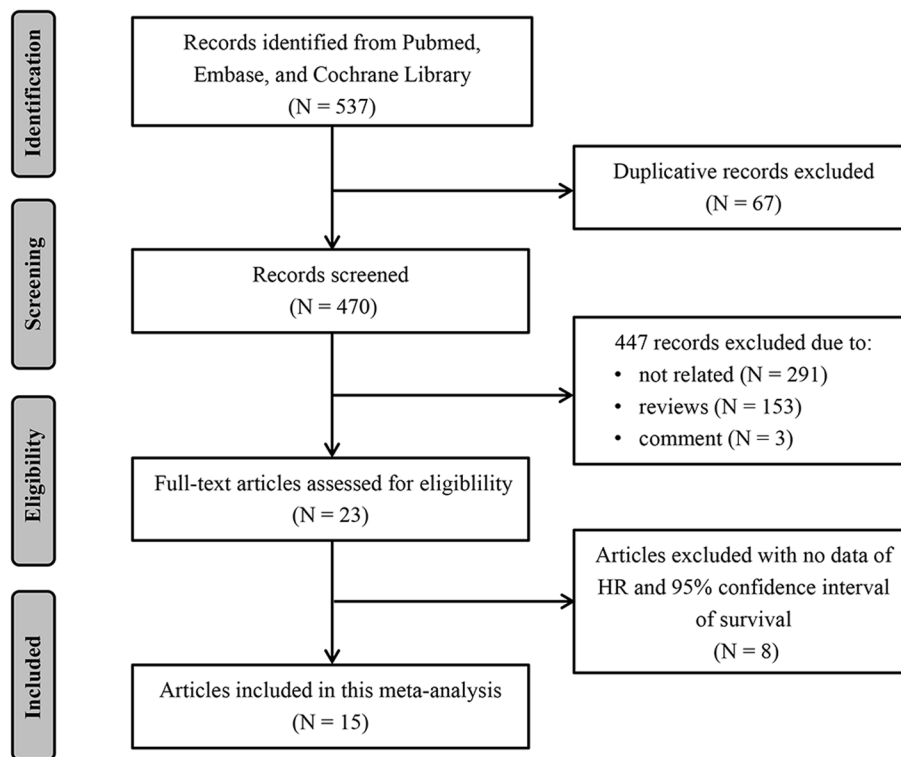 Identification
Records identified from Pubmed,
Embase, and Cochrane Library
(N = 537)
Duplicative records excluded
(N = 67)
Screening
Records screened
(N = 470)
447 records excluded due to:
• not related (N = 291)
• reviews (N = 153)
• comment (N = 3)
Eligibility
Full-text articles assessed for eligiblility
(N = 23)
Articles excluded with no data of
HR and 95% confidence interval
of survival
(N = 8)
Included
Articles included in this meta-analysis
(N = 15)